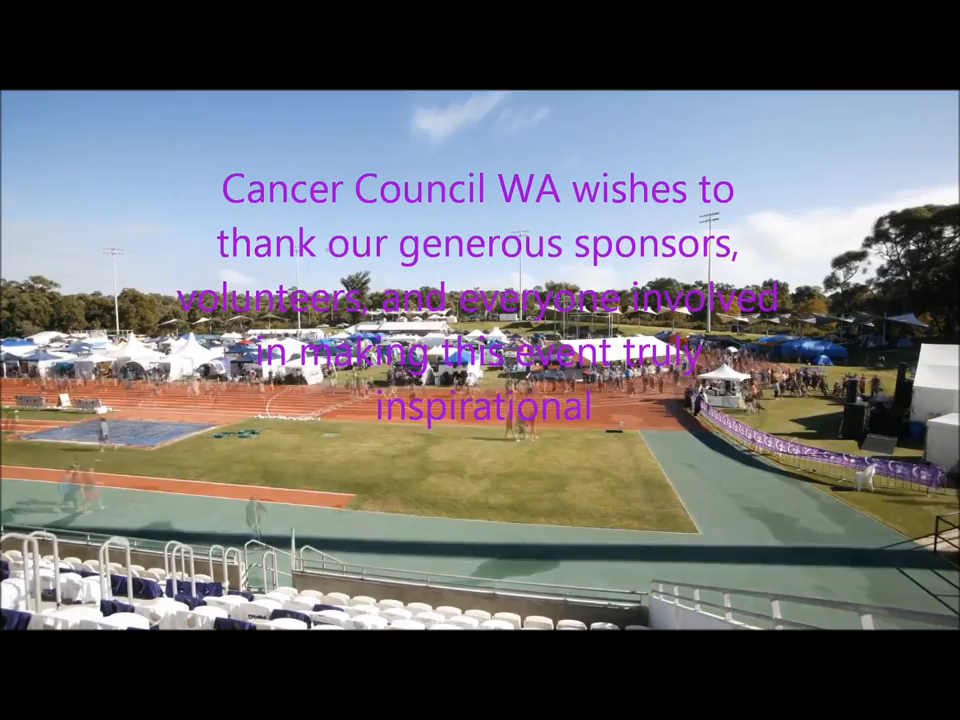 Cancer Council WA wishes to
thank our generous sponsors,
volunteers, and everyone involved
in making this event truly
inspirational